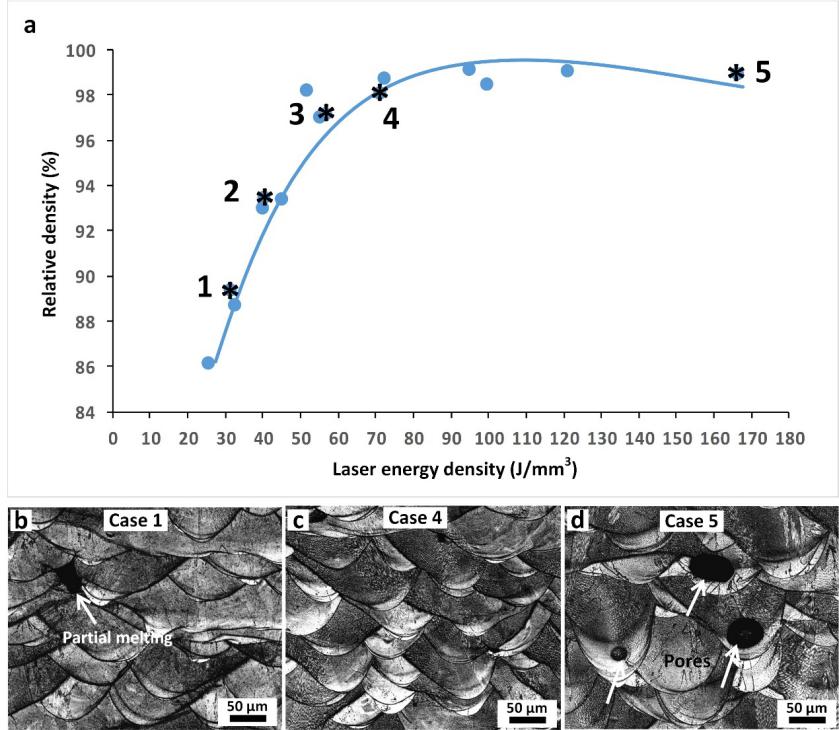 a
100
98
96
94
92
90
88
86
84
Relative density (%)
1
2
3
4
5
0 10 20 30 40 50 60 70 80 90 100 110 120 130 140 150 160 170 180
Laser energy density (J/mm³)
b
Case 1
Partial melting
50 µm
c
Case 4
50 µm
d
Case 5
Pores
50 µm